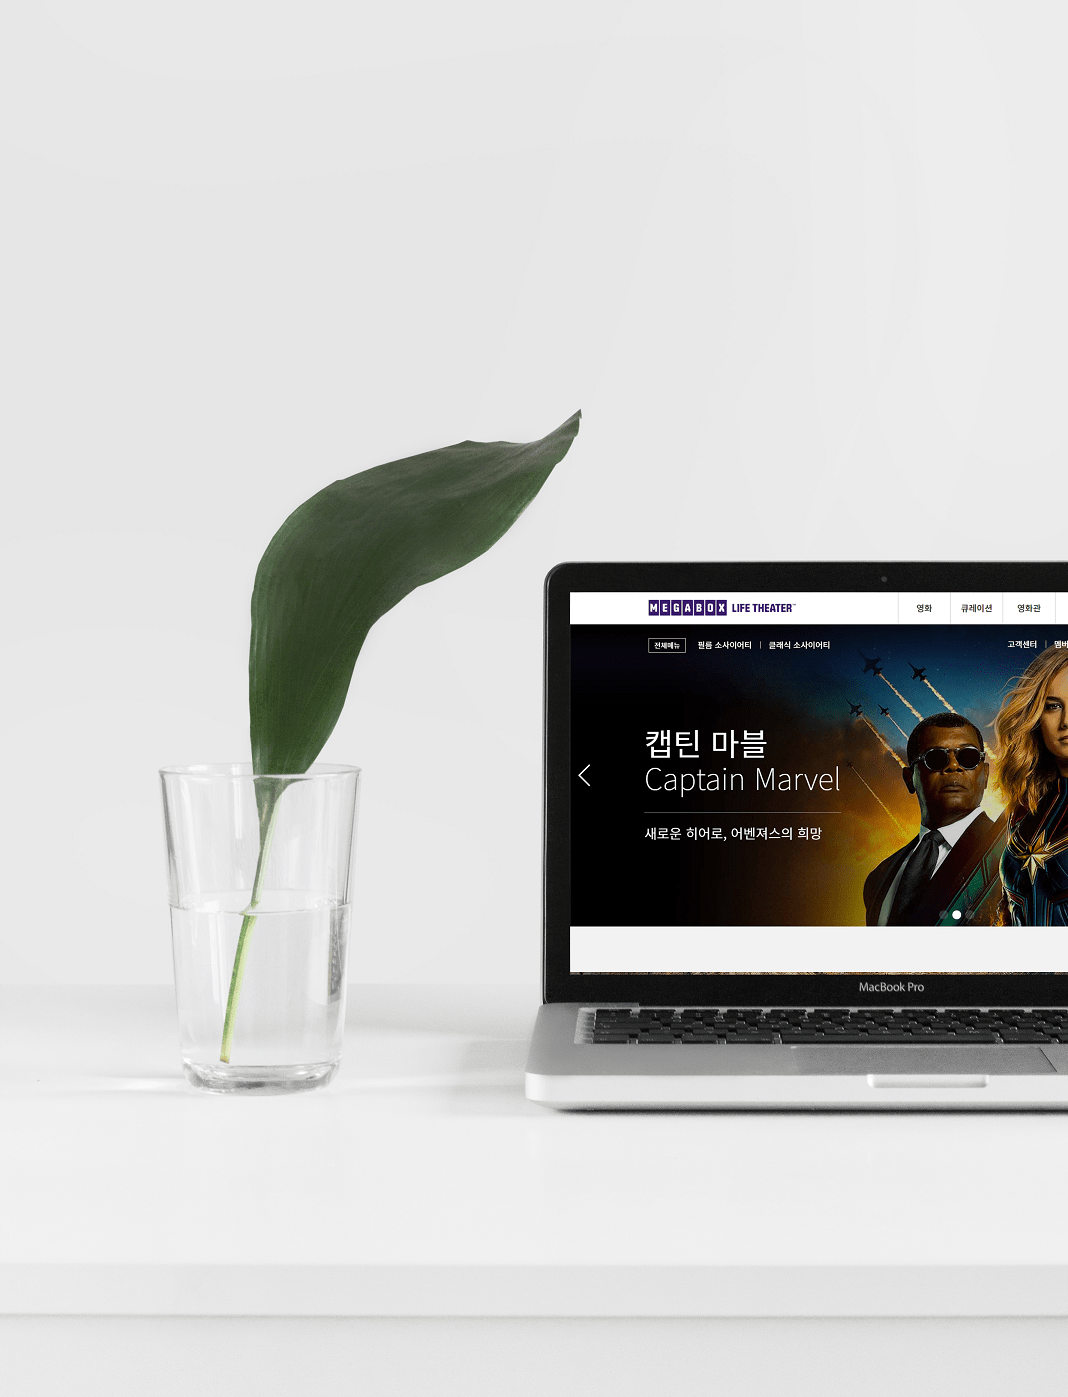 MEGABOX LIFE THEATER™
영화 큐레이션 영화관
전체메뉴 필름 소사이어티 | 클래식 소사이어티
고객센터 | 멤버
캡틴 마블
Captain Marvel
새로운 히어로, 어벤져스의 희망
MacBook Pro